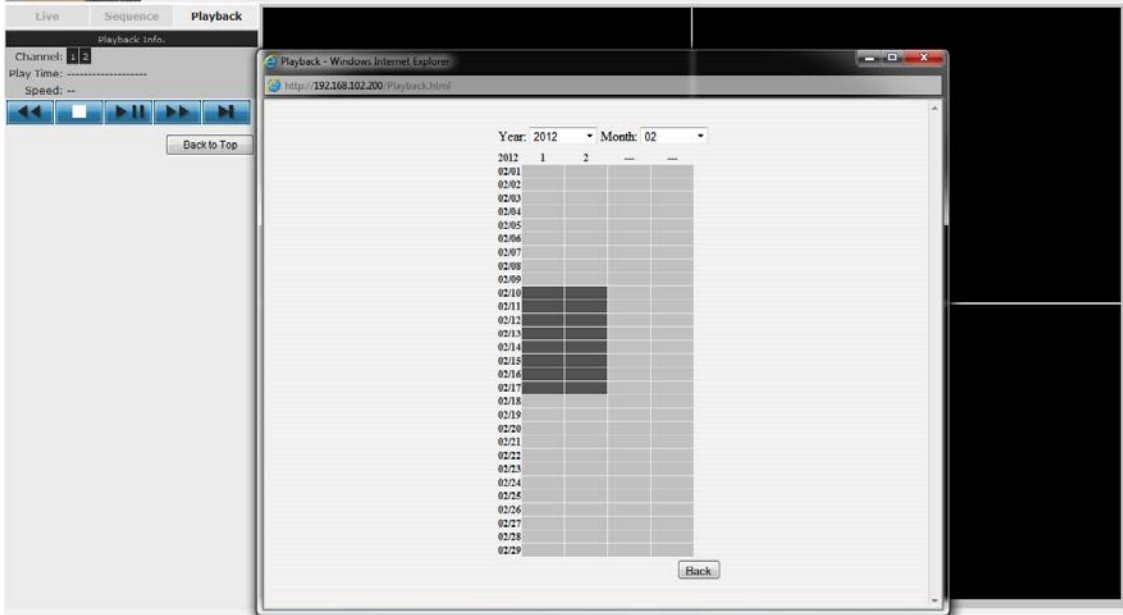 Live Sequence Playback
Playback Info.
Channel: 1 2
Play Time: --------------------
Speed: --
Back to Top
Playback - Windows Internet Explorer
http://192.168.102.200/Playback.html
Year: 2012 Month: 02
2012 1 2 --- ---
02/01
02/02
02/03
02/04
02/05
02/06
02/07
02/08
02/09
02/10
02/11
02/12
02/13
02/14
02/15
02/16
02/17
02/18
02/19
02/20
02/21
02/22
02/23
02/24
02/25
02/26
02/27
02/28
02/29
Back